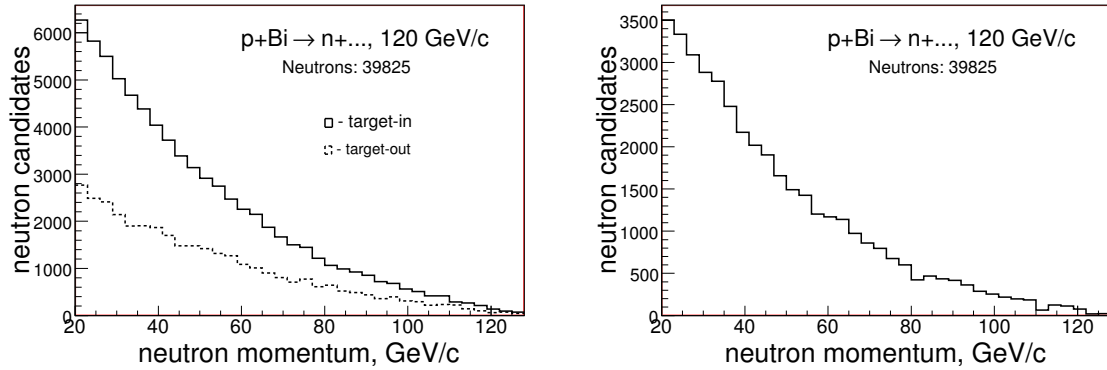 p+Bi → n+..., 120 GeV/c
Neutrons: 39825
- target-in
- target-out
neutron candidates
6000
5000
4000
3000
2000
1000
0
20 40 60 80 100 120
neutron momentum, GeV/c
p+Bi → n+..., 120 GeV/c
Neutrons: 39825
neutron candidates
3500
3000
2500
2000
1500
1000
500
0
20 40 60 80 100 120
neutron momentum, GeV/c